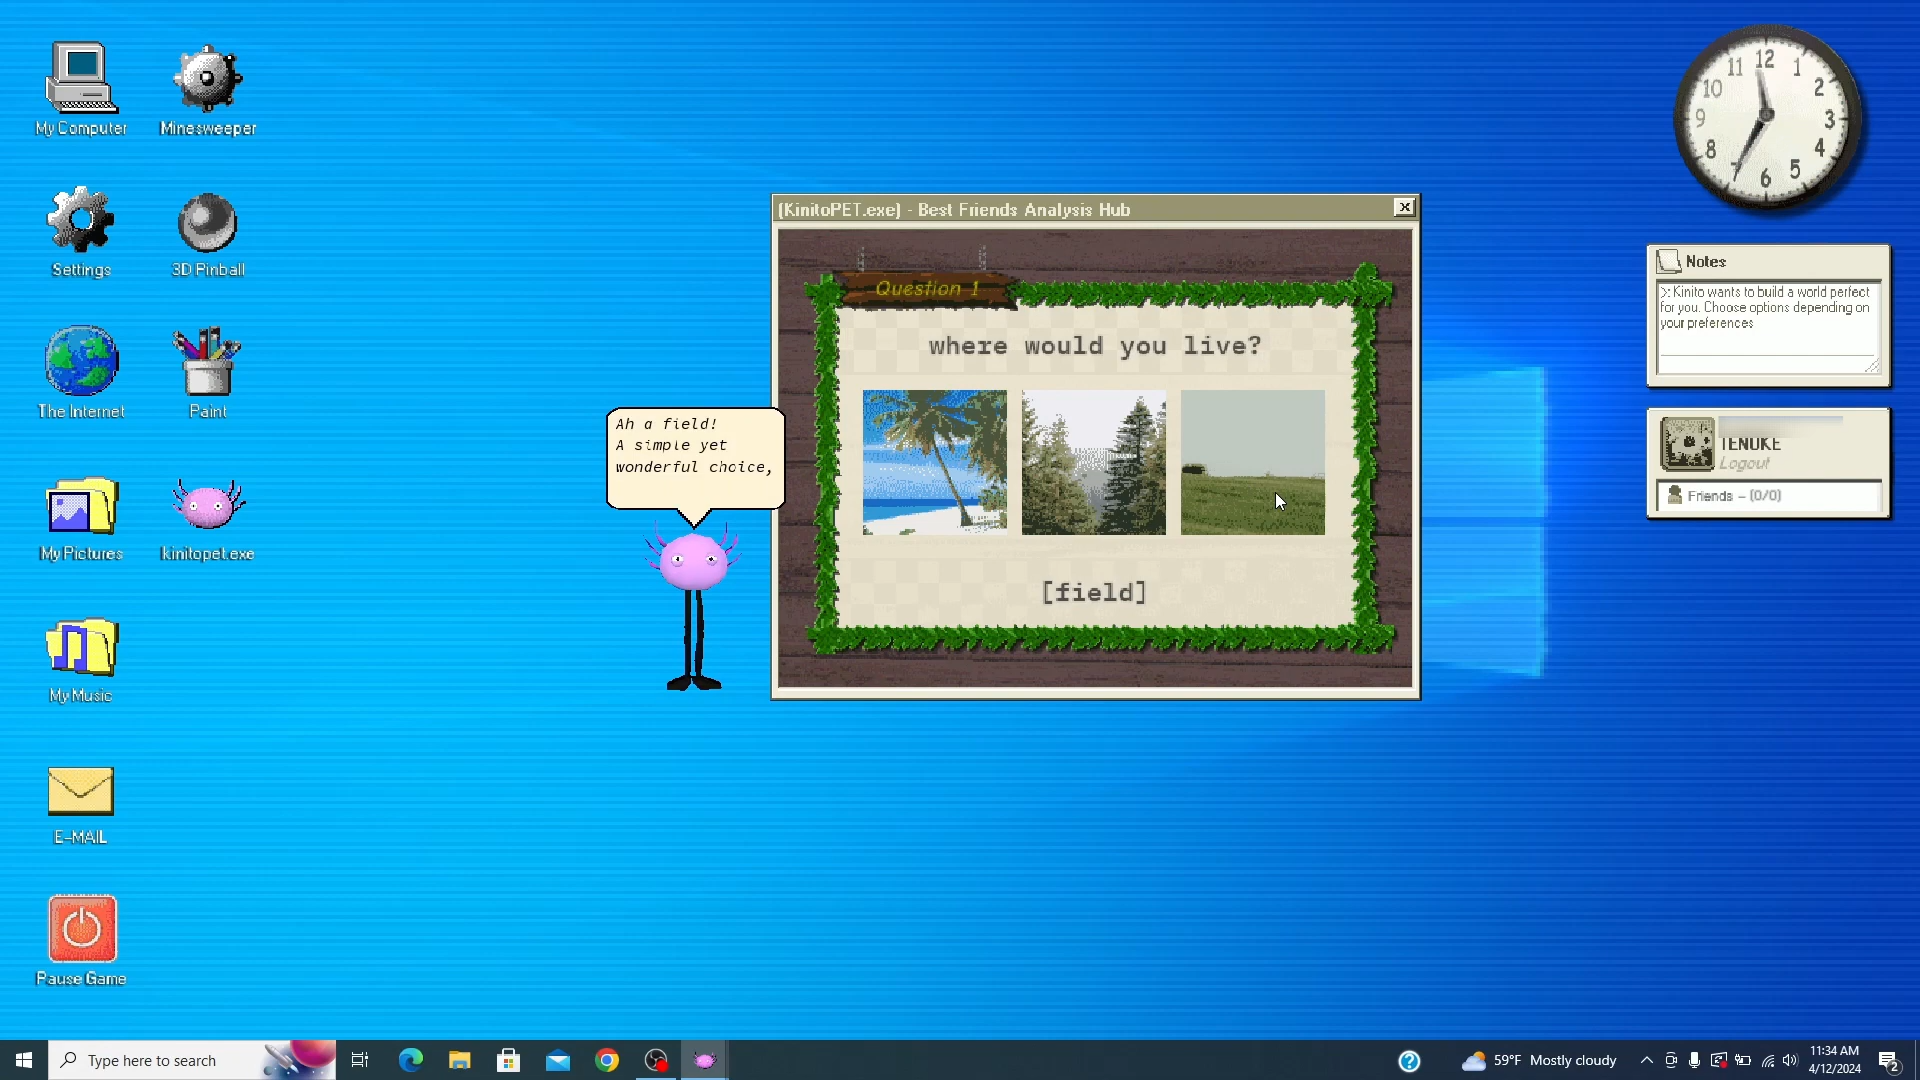 My Computer
Minesweeper
Settings
3D Pinball
The Internet
Paint
My Pictures
kinitopet.exe
My Music
E-MAIL
Pause Game
(KinitoPET.exe) - Best Friends Analysis Hub
Question 1
where would you live?
[field]
Ah a field!
A simple yet
wonderful choice,
12
1
2
3
4
5
6
7
8
9
10
11
Notes
>: Kinito wants to build a world perfect
for you. Choose options depending on
your preferences
TENUKE
Logout
Friends - (0/0)
Type here to search
59°F Mostly cloudy
11:34 AM
4/12/2024
2